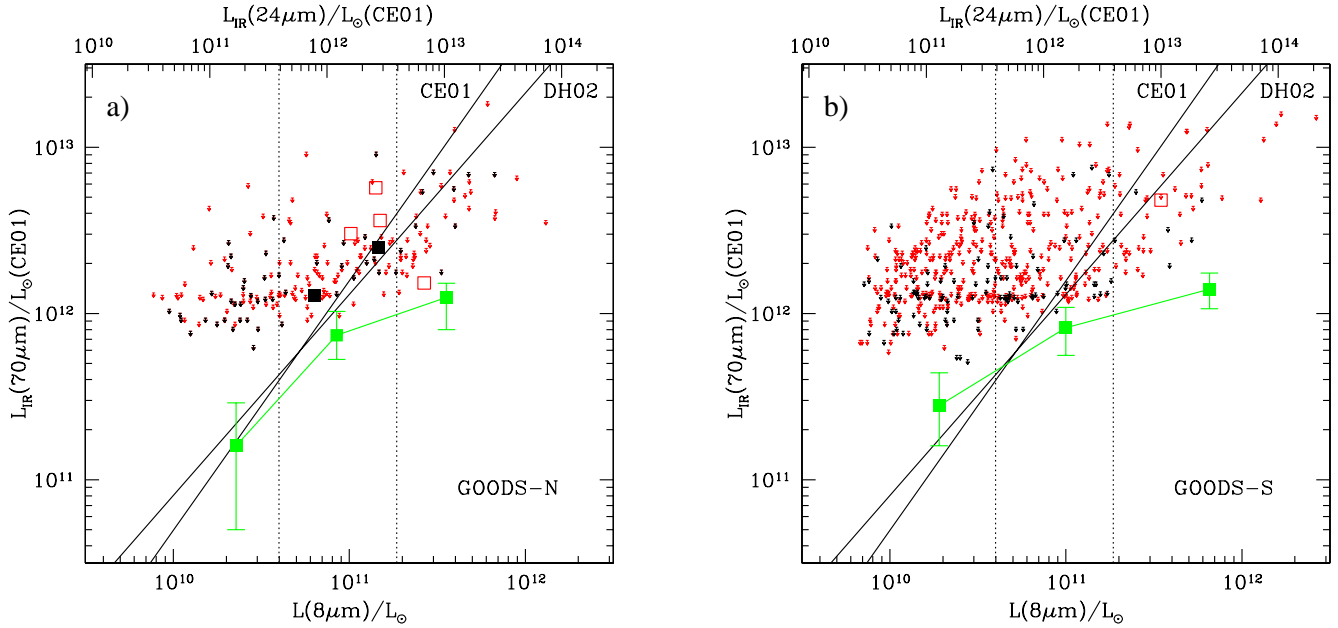 L_IR(24μm)/L_⊙(CE01)
10^10 10^11 10^12 10^13 10^14
a)
CE01
DH02
10^13
10^12
10^11
L_IR(70μm)/L_⊙(CE01)
GOODS-N
10^10 10^11 10^12
L(8μm)/L_⊙
L_IR(24μm)/L_⊙(CE01)
10^10 10^11 10^12 10^13 10^14
b)
CE01
DH02
10^13
10^12
10^11
L_IR(70μm)/L_⊙(CE01)
GOODS-S
10^10 10^11 10^12
L(8μm)/L_⊙